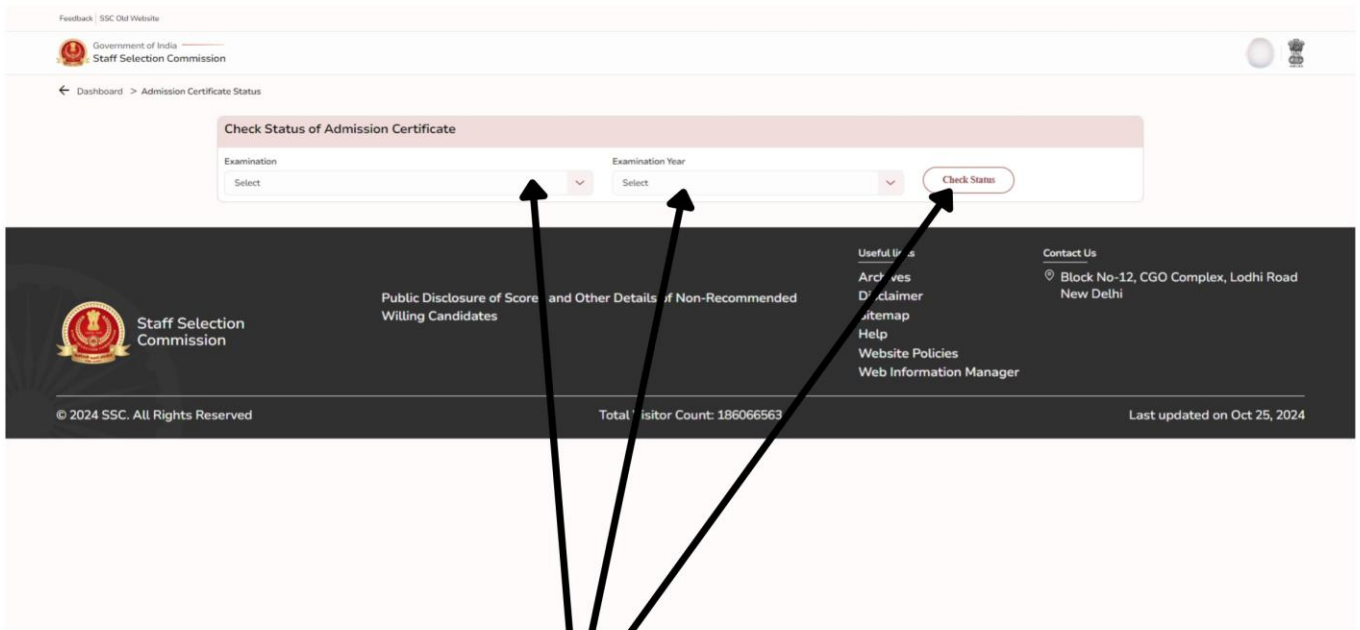 Feedback | SSC Old Website
Government of India
Staff Selection Commission
Dashboard > Admission Certificate Status
Check Status of Admission Certificate
Examination
Examination Year
Select
Select
Check Status
Public Disclosure of Score and Other Details of Non-Recommended
Willing Candidates
Staff Selection
Commission
Useful
Archives
Disclaimer
Sitemap
Help
Website Policies
Web Information Manager
Contact Us
Block No-12, CGO Complex, Lodhi Road
New Delhi
© 2024 SSC. All Rights Reserved
Total Visitor Count: 186066563
Last updated on Oct 25, 2024